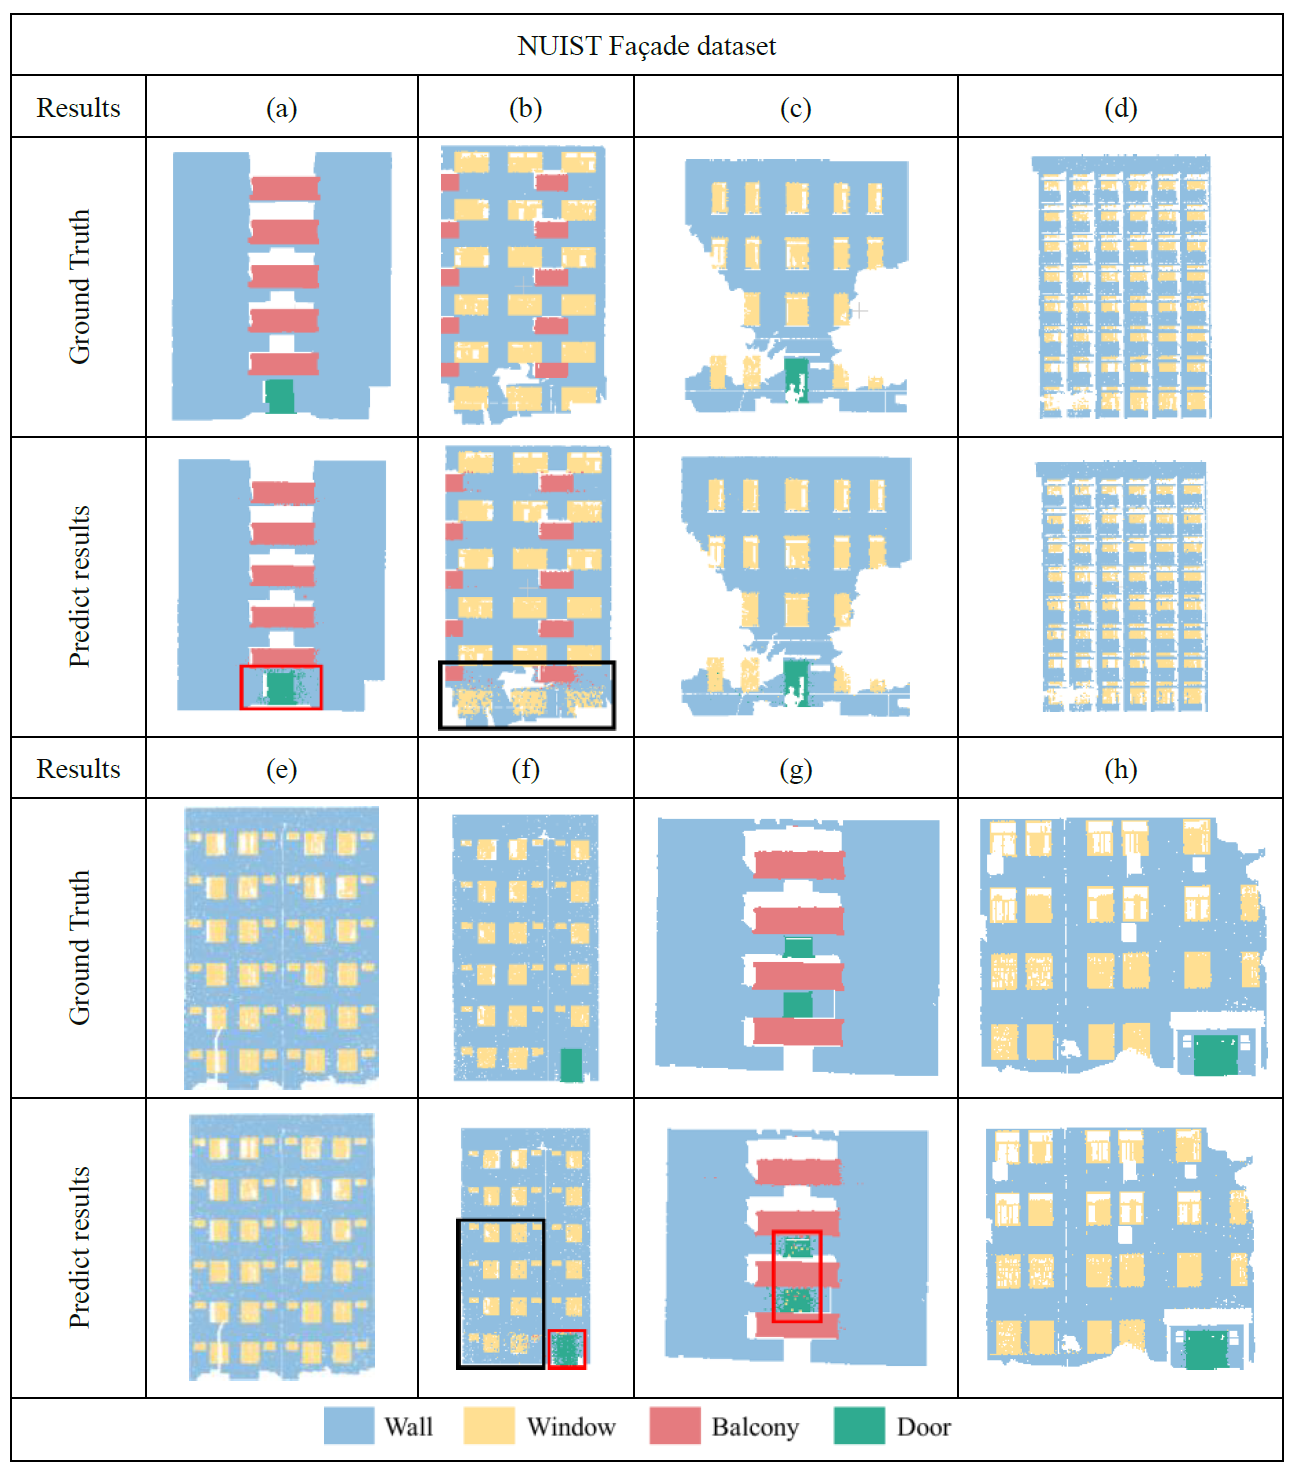 NUIST Façade dataset
Results (a) (b) (c) (d)
Ground Truth
Predict results
Results (e) (f) (g) (h)
Ground Truth
Predict results
Wall Window Balcony Door